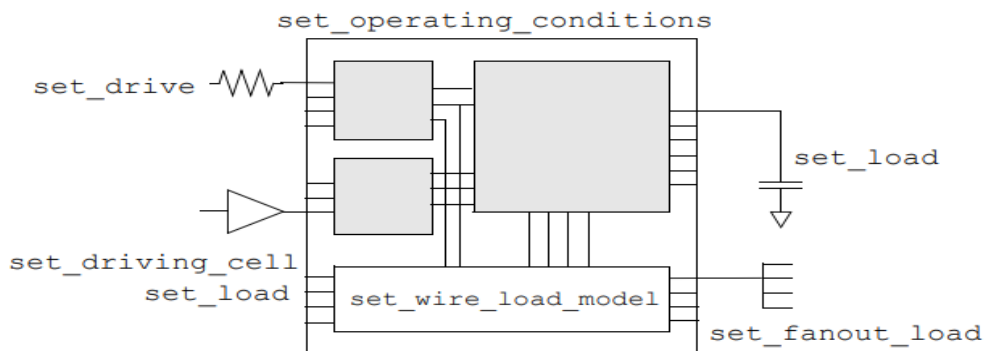 set_operating_conditions
set_drive
set_load
set_driving_cell
set_load
set_wire_load_model
set_fanout_load